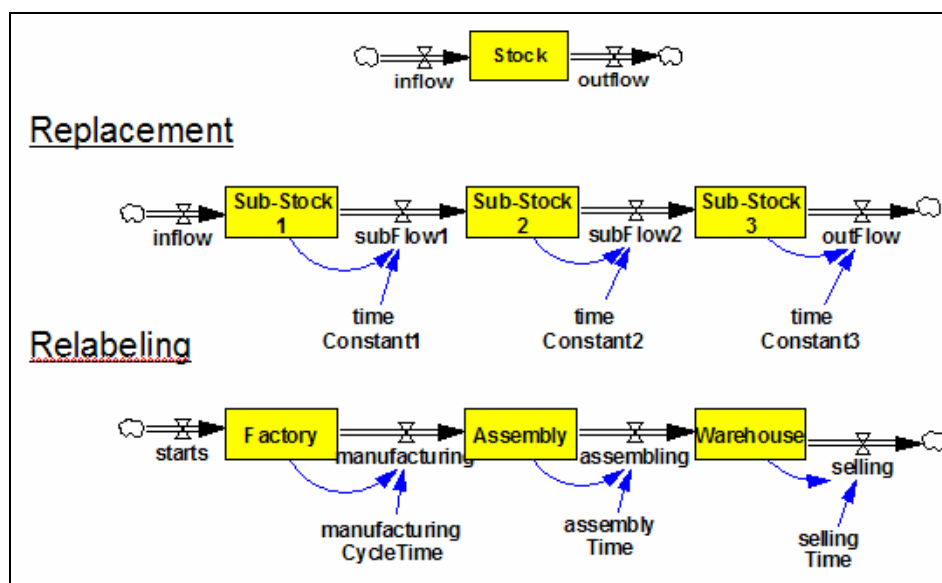 Stock
inflow
outflow
Replacement
Sub-Stock
1
Sub-Stock
2
Sub-Stock
3
inflow
subFlow1
subFlow2
outFlow
time
Constant1
time
Constant2
time
Constant3
Relabeling
Factory
Assembly
Warehouse
starts
manufacturing
assembling
selling
manufacturing
CycleTime
assembly
Time
selling
Time